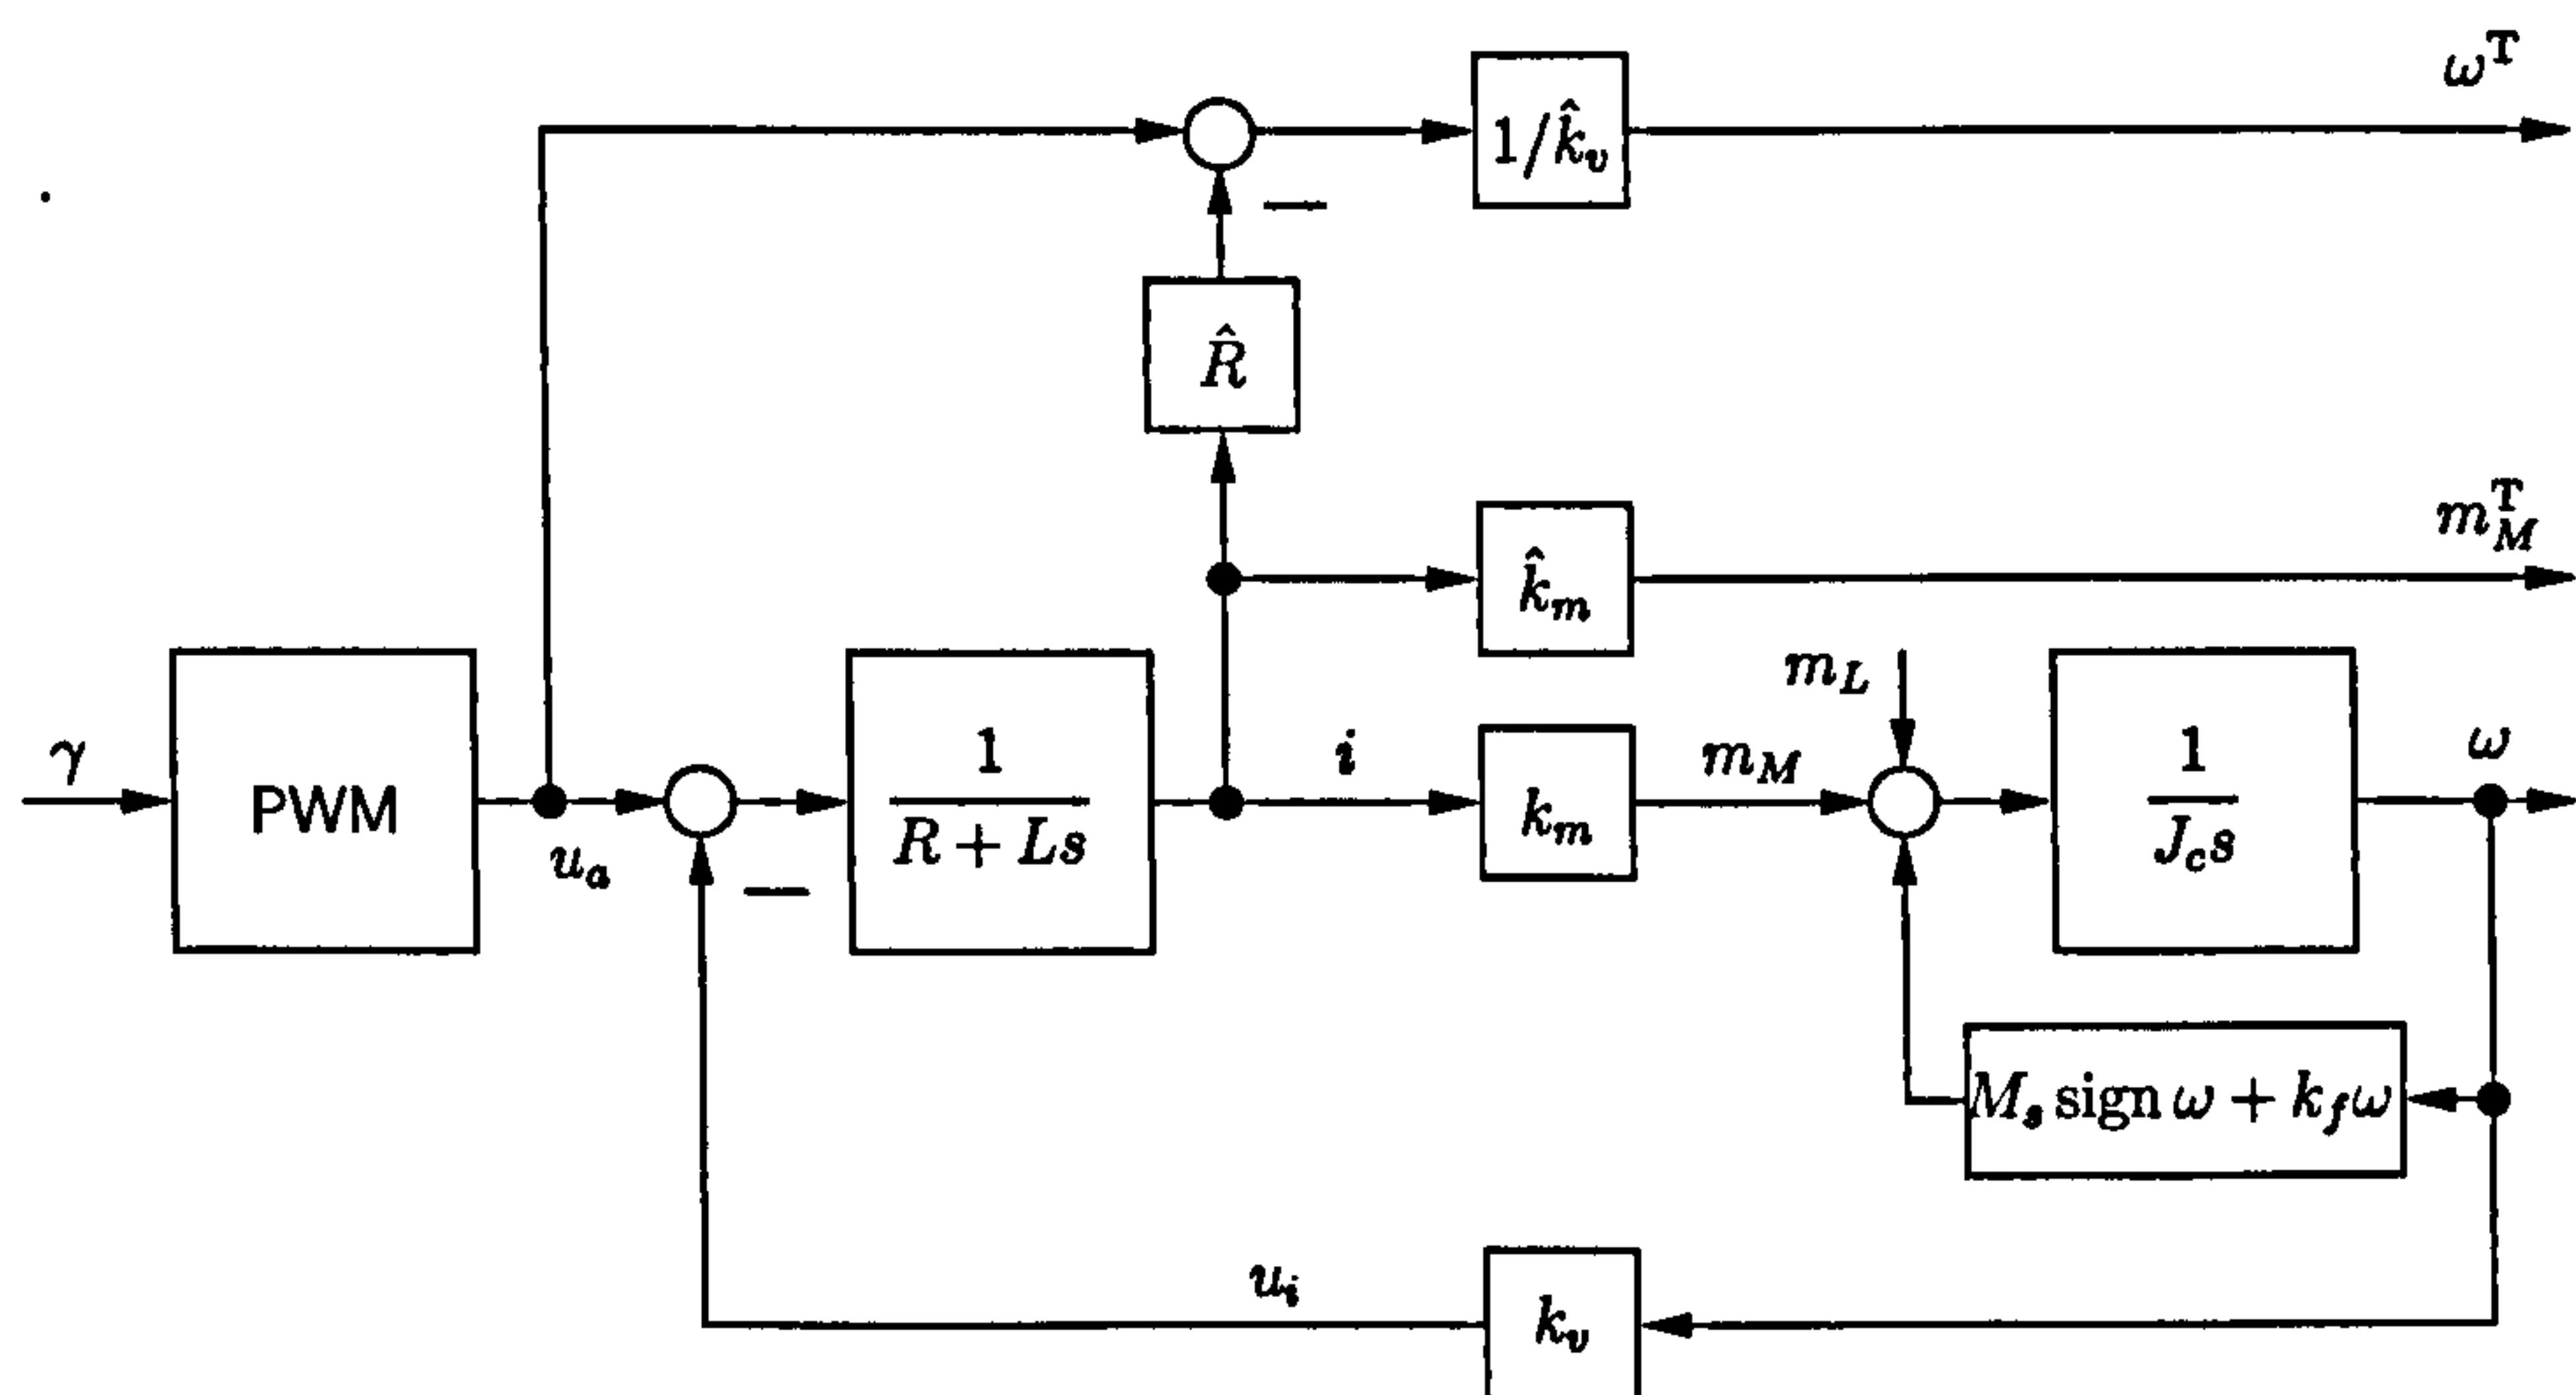 ω^T
1/k̂_v
−
R̂
m_M^T
k̂_m
m_L
γ
PWM
u_a
−
1
R + Ls
i
k_m
m_M
1
J_c s
ω
M_s sign ω + k_f ω
u_i
k_v